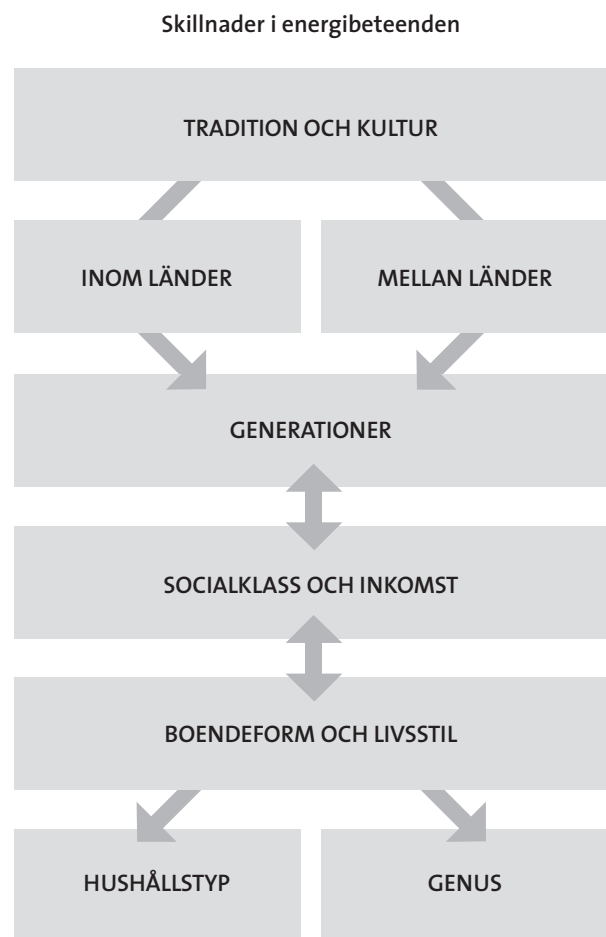 Skillnader i energibeteenden
TRADITION OCH KULTUR
INOM LÄNDER
MELLAN LÄNDER
GENERATIONER
SOCIALKLASS OCH INKOMST
BOENDEFORM OCH LIVSSTIL
HUSHÅLLSTYP
GENUS